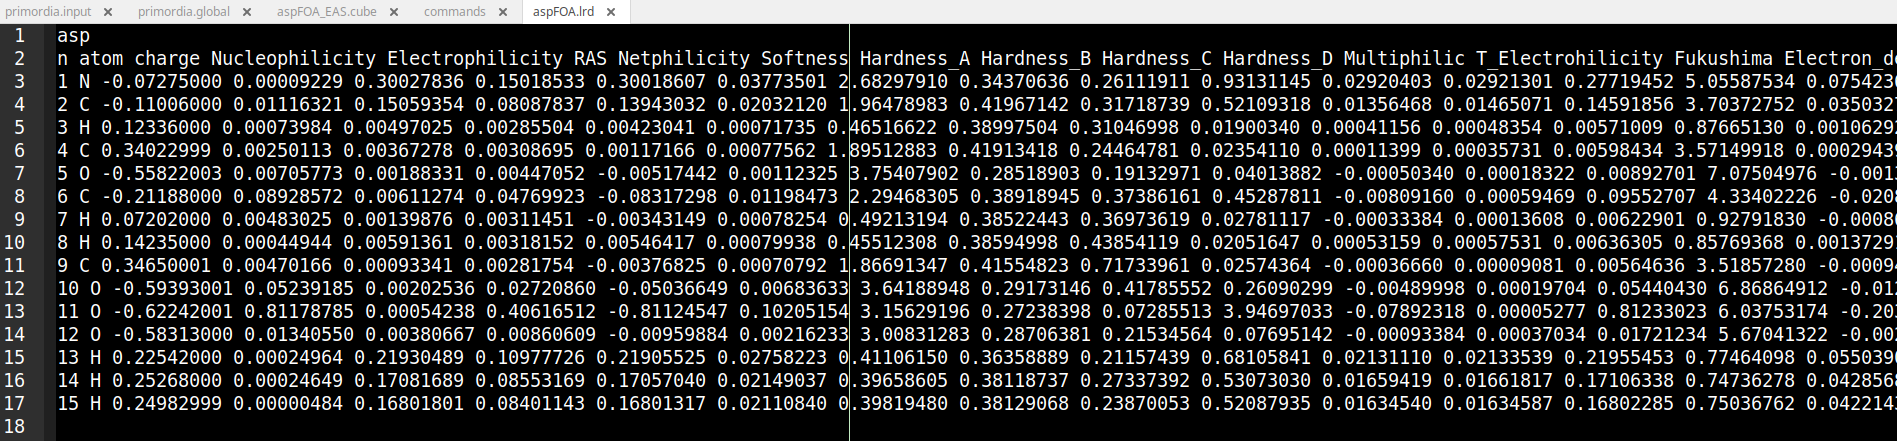 primordia.input × primordia.global × aspFOA_EAS.cube × commands × aspFOA.lrd ×
1 asp
2 n atom charge Nucleophilicity Electrophilicity RAS Netphilicity Softness Hardness_A Hardness_B Hardness_C Hardness_D Multiphilic T_Electrohilicity Fukushima Electron_de
3 1 N -0.07275000 0.00009229 0.30027836 0.15018533 0.30018607 0.03773501 2.68297910 0.34370636 0.26111911 0.93131145 0.02920403 0.02921301 0.27719452 5.05587534 0.0754236
4 2 C -0.11006000 0.01116321 0.15059354 0.08087837 0.13943032 0.02032120 1.96478983 0.41967142 0.31718739 0.52109318 0.01356468 0.01465071 0.14591856 3.70372752 0.035032
5 3 H 0.12336000 0.00073984 0.00497025 0.00285504 0.00423041 0.00071735 0.46516622 0.38997504 0.31046998 0.01900340 0.00041156 0.00048354 0.00571009 0.87665130 0.001062
6 4 C 0.34022999 0.00250113 0.00367278 0.00308695 0.00117166 0.00077562 1.89512883 0.41913418 0.24464781 0.02354110 0.00011399 0.00035731 0.00598434 3.57149918 0.0002943
7 5 O -0.55822003 0.00705773 0.00188331 0.00447052 -0.00517442 0.00112325 3.75407902 0.28518903 0.19132971 0.04013882 -0.00050340 0.00018322 0.00892701 7.07504976 -0.001
8 6 C -0.21188000 0.08928572 0.00611274 0.04769923 -0.08317298 0.01198473 2.29468305 0.38918945 0.37386161 0.45287811 -0.00809160 0.00059469 0.09552707 4.33402226 -0.020
9 7 H 0.07202000 0.00483025 0.00139876 0.00311451 -0.00343149 0.00078254 0.49213194 0.38522443 0.36973619 0.02781117 -0.00033384 0.00013608 0.00622901 0.92791830 -0.0008
10 8 H 0.14235000 0.00044944 0.00591361 0.00318152 0.00546417 0.00079938 0.45512308 0.38594998 0.43854119 0.02051647 0.00053159 0.00057531 0.00636305 0.85769368 0.001372
11 9 C 0.34650001 0.00470166 0.00093341 0.00281754 -0.00376825 0.00070792 1.86691347 0.41554823 0.71733961 0.02574364 -0.00036660 0.00009081 0.00564636 3.51857280 -0.0009
12 10 O -0.59393001 0.05239185 0.00202536 0.02720860 -0.05036649 0.00683633 3.64188948 0.29173146 0.41785552 0.26090299 -0.00489998 0.00019704 0.05440430 6.86864912 -0.01
13 11 O -0.62242001 0.81178785 0.00054238 0.40616512 -0.81124547 0.10205154 3.15629196 0.27238398 0.07285513 3.94697033 -0.07892318 0.00005277 0.81233023 6.03753174 -0.20
14 12 O -0.58313000 0.01340550 0.00380667 0.00860609 -0.00959884 0.00216233 3.00831283 0.28706381 0.21534564 0.07695142 -0.00093384 0.00037034 0.01721234 5.67041322 -0.00
15 13 H 0.22542000 0.00024964 0.21930489 0.10977726 0.21905525 0.02758223 0.41106150 0.36358889 0.21157439 0.68105841 0.02131110 0.02133539 0.21955453 0.77464098 0.055039
16 14 H 0.25268000 0.00024649 0.17081689 0.08553169 0.17057040 0.02149037 0.39658605 0.38118737 0.27337392 0.53073030 0.01659419 0.01661817 0.17106338 0.74736278 0.042856
17 15 H 0.24982999 0.00000484 0.16801801 0.08401143 0.16801317 0.02110840 0.39819480 0.38129068 0.23870053 0.52087935 0.01634540 0.01634587 0.16802285 0.75036762 0.042214
18